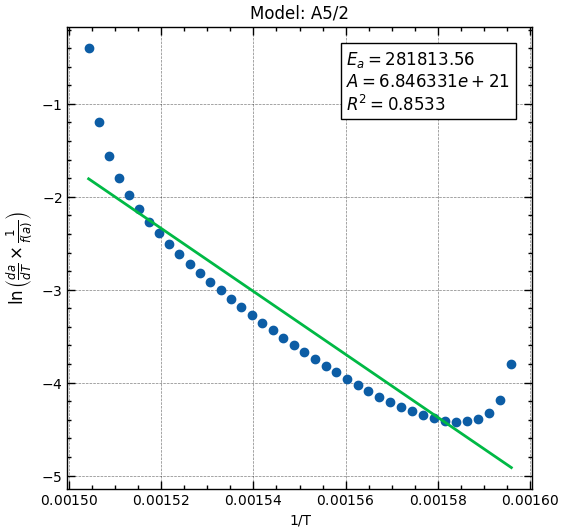 Model: A5/2
E_a = 281813.56
A = 6.846331e + 21
R^2 = 0.8533
ln (da/dT × 1/f(a))
−1
−2
−3
−4
−5
0.00150 0.00152 0.00154 0.00156 0.00158 0.00160
1/T